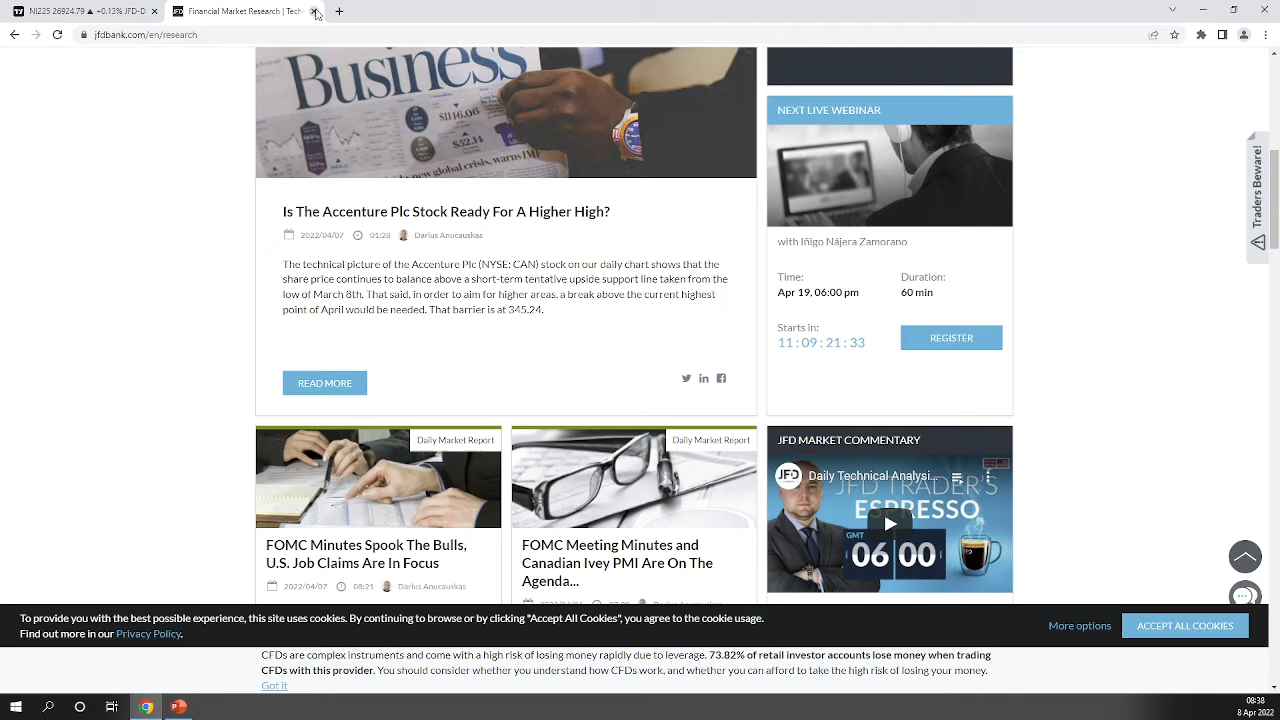 NI225 26924.79 ▲ +0.13% JFD-D
Financial Market Research | Tech
jfdbank.com/en/research
Business
$1146.06
$52.14
global crisis, warns IMF
Is The Accenture Plc Stock Ready For A Higher High?
2022/04/07 01:28 Darius Anucauskas
The technical picture of the Accenture Plc (NYSE: CAN) stock on our daily chart shows that the
share price continues to balance above a short-term tentative upside support line taken from the
low of March 8th. That said, in order to aim for higher areas, a break above the current highest
point of April would be needed. That barrier is at 345.24.
READ MORE
NEXT LIVE WEBINAR
with Iñigo Nájera Zamorano
Time:
Duration:
Apr 19, 06:00 pm
60 min
Starts in:
11 : 09 : 21 : 33
REGISTER
Traders Beware!
Daily Market Report
FOMC Minutes Spook The Bulls,
U.S. Job Claims Are In Focus
2022/04/07 08:21 Darius Anucauskas
Daily Market Report
FOMC Meeting Minutes and
Canadian Ivey PMI Are On The
Agenda...
JFD MARKET COMMENTARY
JFD
Daily Technical Analysi...
JFD TRADER'S
ESPRESSO
GMT
06 00
To provide you with the best possible experience, this site uses cookies. By continuing to browse or by clicking "Accept All Cookies", you agree to the cookie usage.
Find out more in our Privacy Policy.
More options
ACCEPT ALL COOKIES
CFDs are complex instruments and come with a high risk of losing money rapidly due to leverage. 73.82% of retail investor accounts lose money when trading
CFDs with this provider. You should consider whether you understand how CFDs work, and whether you can afford to take the high risk of losing your money.
Got it
08:38
8 Apr 2022